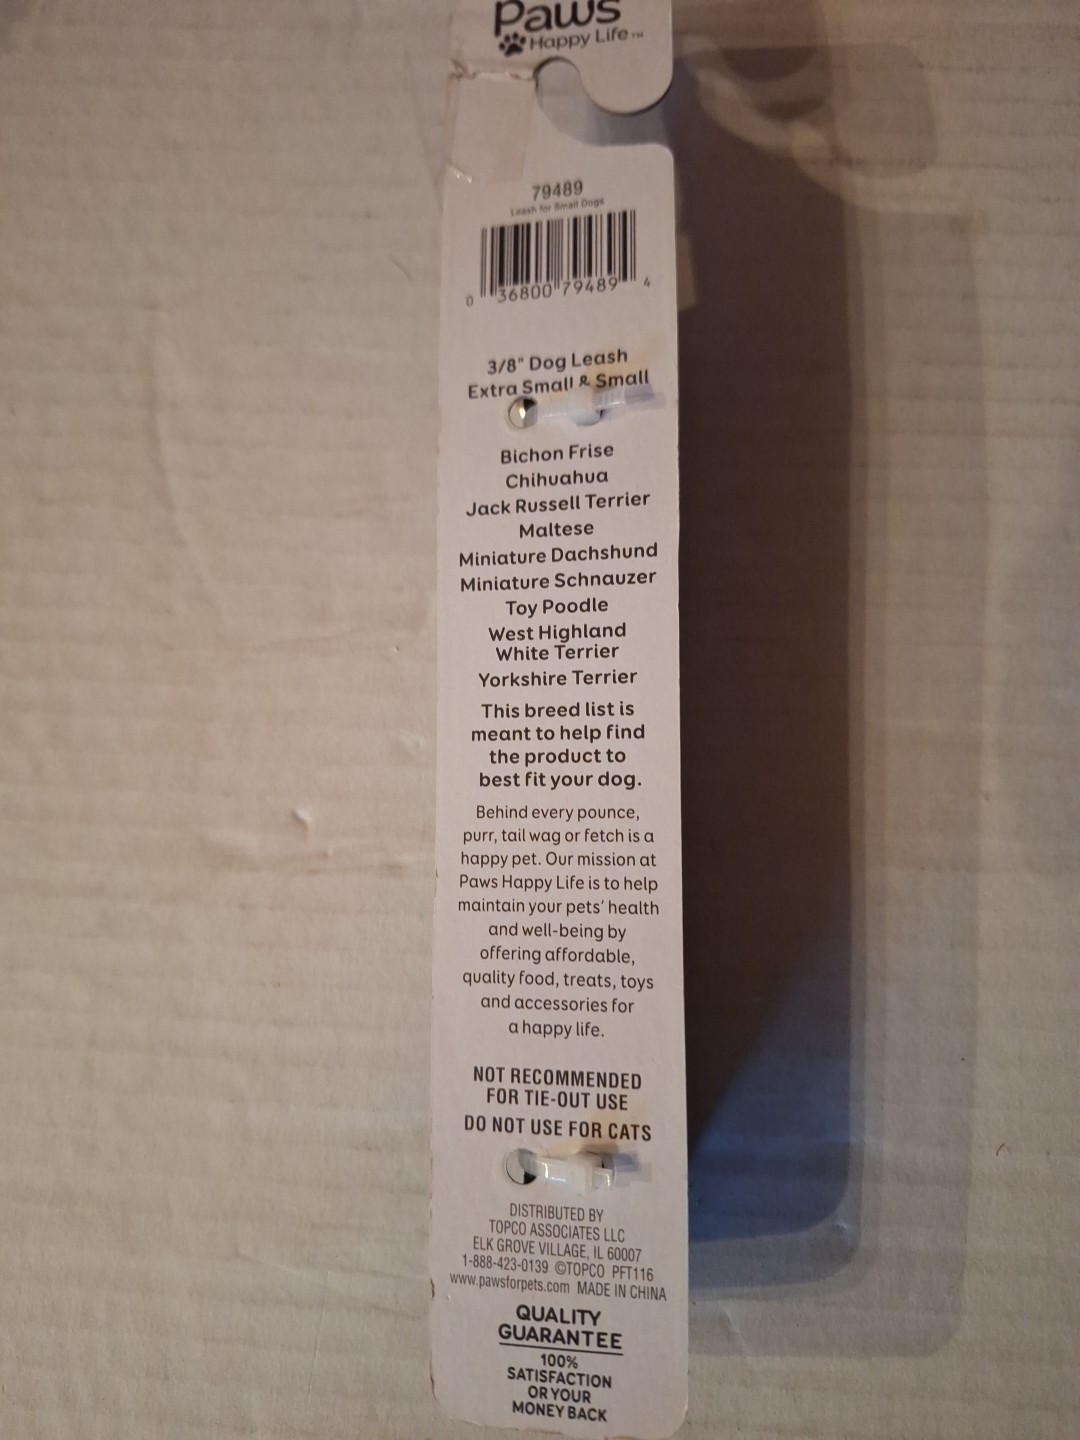 Paws
Happy Life™
79489
Leash for Small Dogs
0 36800 79489 4
3/8" Dog Leash
Extra Small & Small
Bichon Frise
Chihuahua
Jack Russell Terrier
Maltese
Miniature Dachshund
Miniature Schnauzer
Toy Poodle
West Highland
White Terrier
Yorkshire Terrier
This breed list is
meant to help find
the product to
best fit your dog.
Behind every pounce,
purr, tail wag or fetch is a
happy pet. Our mission at
Paws Happy Life is to help
maintain your pets' health
and well-being by
offering affordable,
quality food, treats, toys
and accessories for
a happy life.
NOT RECOMMENDED
FOR TIE-OUT USE
DO NOT USE FOR CATS
DISTRIBUTED BY
TOPCO ASSOCIATES LLC
ELK GROVE VILLAGE, IL 60007
1-888-423-0139 ©TOPCO PFT116
www.pawsforpets.com MADE IN CHINA
QUALITY
GUARANTEE
100%
SATISFACTION
OR YOUR
MONEY BACK